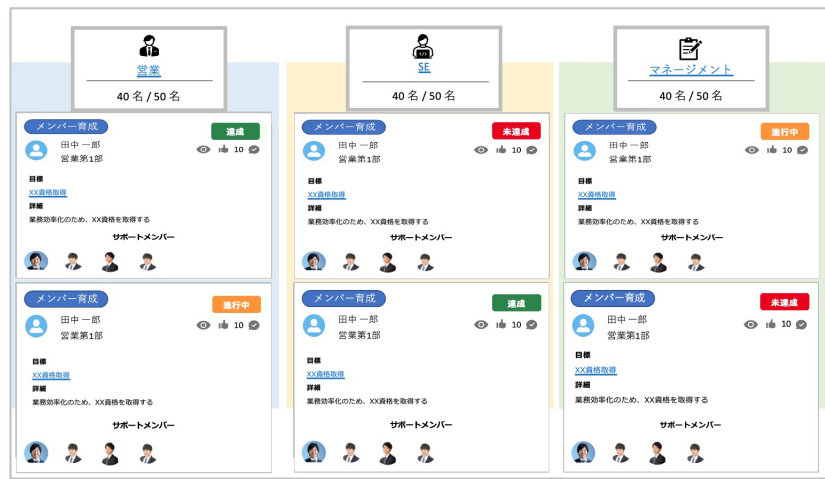 営業
40 名 / 50 名
SE
40 名 / 50 名
マネージメント
40 名 / 50 名
メンバー育成
達成
田中 一郎
営業第1部
10
目標
XX資格取得
詳細
業務効率化のため、XX資格を取得する
サポートメンバー
メンバー育成
未達成
田中 一郎
営業第1部
10
目標
XX資格取得
詳細
業務効率化のため、XX資格を取得する
サポートメンバー
メンバー育成
進行中
田中 一郎
営業第1部
10
目標
XX資格取得
詳細
業務効率化のため、XX資格を取得する
サポートメンバー
メンバー育成
進行中
田中 一郎
営業第1部
10
目標
XX資格取得
詳細
業務効率化のため、XX資格を取得する
サポートメンバー
メンバー育成
達成
田中 一郎
営業第1部
10
目標
XX資格取得
詳細
業務効率化のため、XX資格を取得する
サポートメンバー
メンバー育成
未達成
田中 一郎
営業第1部
10
目標
XX資格取得
詳細
業務効率化のため、XX資格を取得する
サポートメンバー